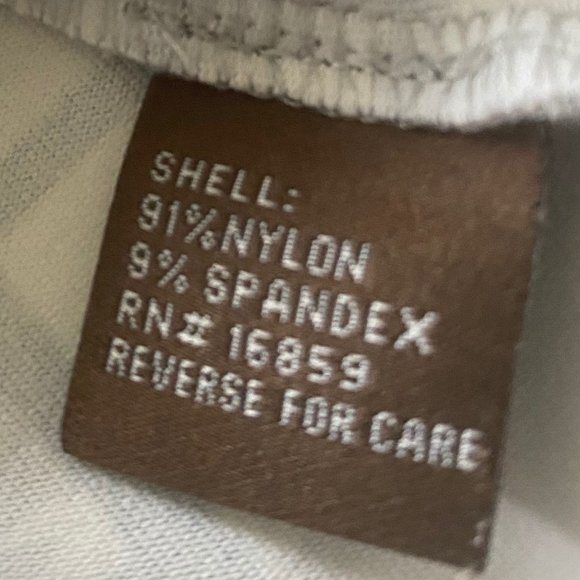 SHELL:
91% NYLON
9% SPANDEX
RN# 16859
REVERSE FOR CARE